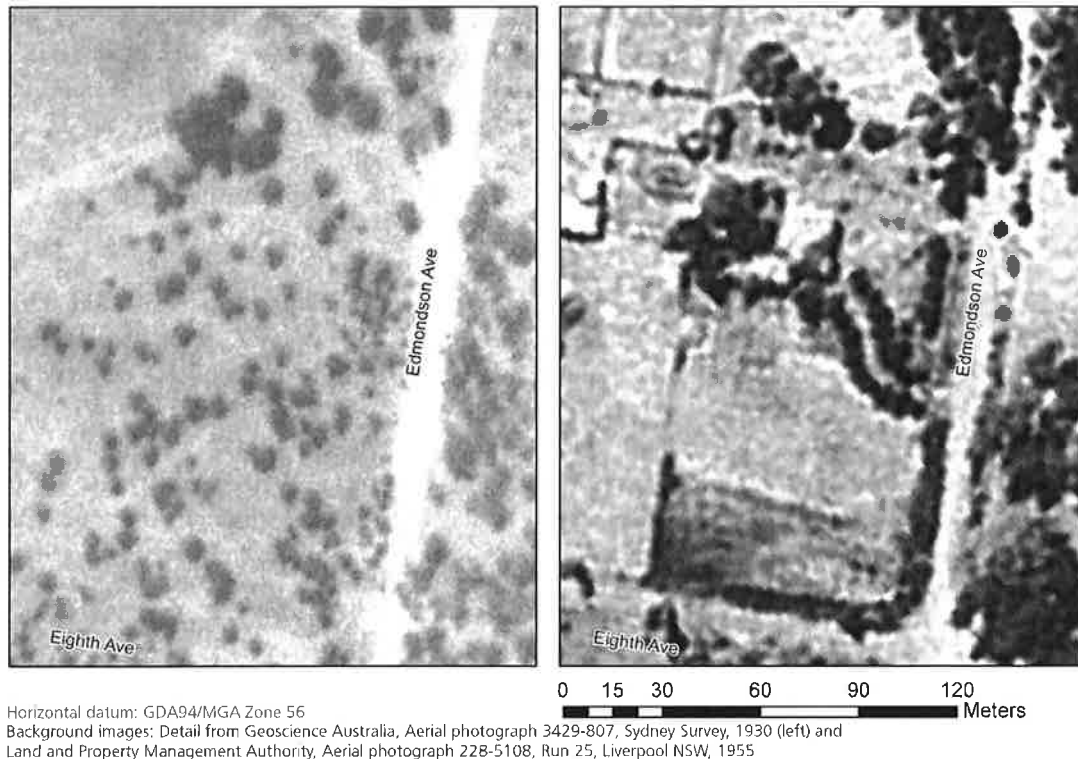 Edmondson Ave
Eighth Ave
Edmondson Ave
Eighth Ave
0 15 30 60 90 120
Meters
Horizontal datum: GDA94/MGA Zone 56
Background images: Detail from Geoscience Australia, Aerial photograph 3429-807, Sydney Survey, 1930 (left) and
Land and Property Management Authority, Aerial photograph 228-5108, Run 25, Liverpool NSW, 1955